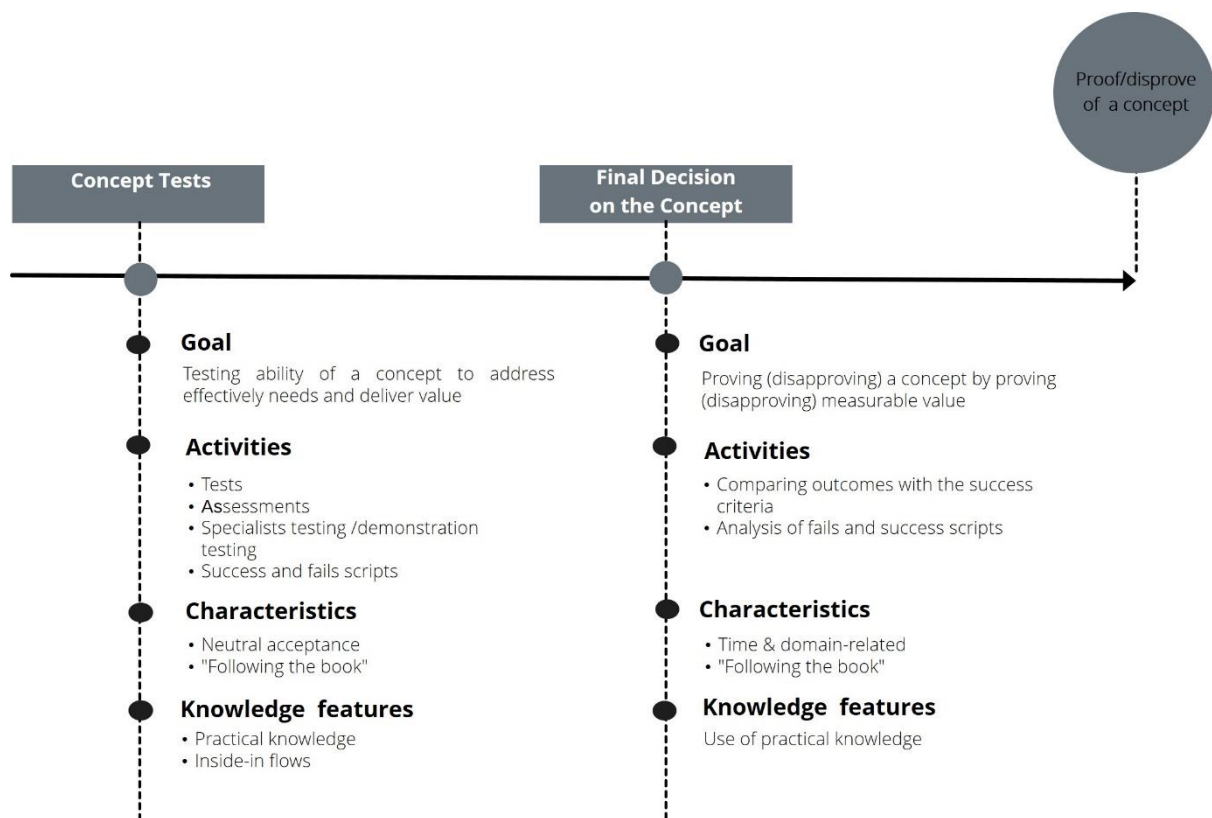 Proof/disprove
of a concept
Concept Tests
Final Decision
on the Concept
Goal
Testing ability of a concept to address
effectively needs and deliver value
Activities
• Tests
• Assessments
• Specialists testing /demonstration
testing
• Success and fails scripts
Characteristics
• Neutral acceptance
• "Following the book"
Knowledge features
• Practical knowledge
• Inside-in flows
Goal
Proving (disapproving) a concept by proving
(disapproving) measurable value
Activities
• Comparing outcomes with the success
criteria
• Analysis of fails and success scripts
Characteristics
• Time & domain-related
• "Following the book"
Knowledge features
Use of practical knowledge